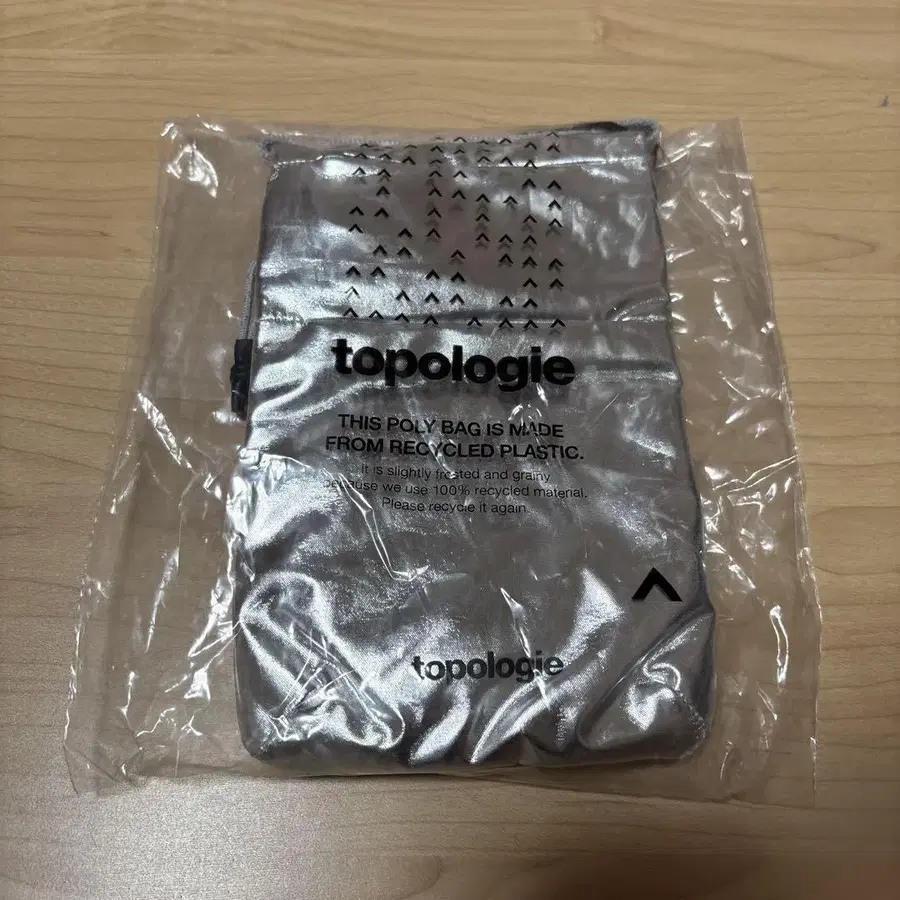 topologie
THIS POLY BAG IS MADE
FROM RECYCLED PLASTIC.
It is slightly frosted and grainy
because we use 100% recycled material.
Please recycle it again.
topologie